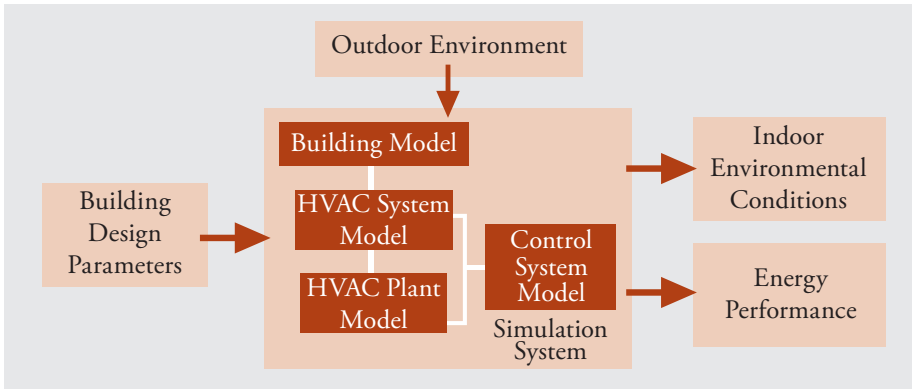 Outdoor Environment
Building Model
HVAC System
Model
HVAC Plant
Model
Control
System
Model
Simulation
System
Building
Design
Parameters
Indoor
Environmental
Conditions
Energy
Performance